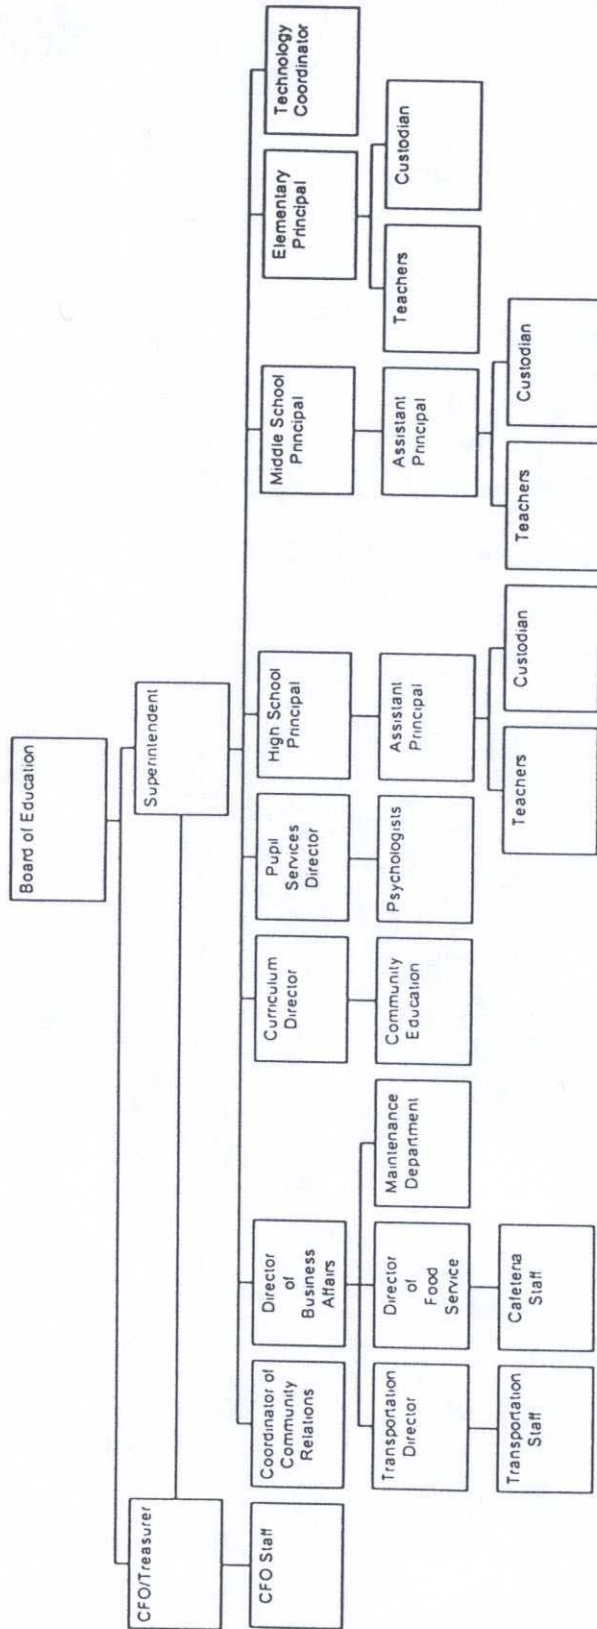 Board of Education
CFO/Treasurer
Superintendent
CFO Staff
Coordinator of
Community
Relations
Director
of
Business
Affairs
Curriculum
Director
Pupil
Services
Director
High School
Principal
Middle School
Principal
Elementary
Principal
Technology
Coordinator
Transportation
Director
Director
of
Food
Service
Maintenance
Department
Community
Education
Psychologists
Assistant
Principal
Assistant
Principal
Teachers
Custodian
Transportation
Staff
Cafeteria
Staff
Teachers
Custodian
Teachers
Custodian